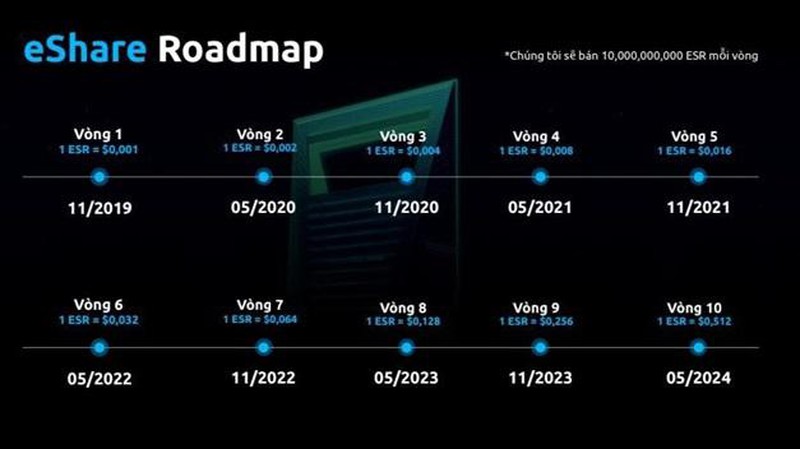 eShare Roadmap
*Chúng tôi sẽ bán 10,000,000,000 ESR mỗi vòng
Vòng 1
1 ESR = $0,001
11/2019
Vòng 2
1 ESR = $0,002
05/2020
Vòng 3
1 ESR = $0,004
11/2020
Vòng 4
1 ESR = $0,008
05/2021
Vòng 5
1 ESR = $0,016
11/2021
Vòng 6
1 ESR = $0,032
05/2022
Vòng 7
1 ESR = $0,064
11/2022
Vòng 8
1 ESR = $0,128
05/2023
Vòng 9
1 ESR = $0,256
11/2023
Vòng 10
1 ESR = $0,512
05/2024